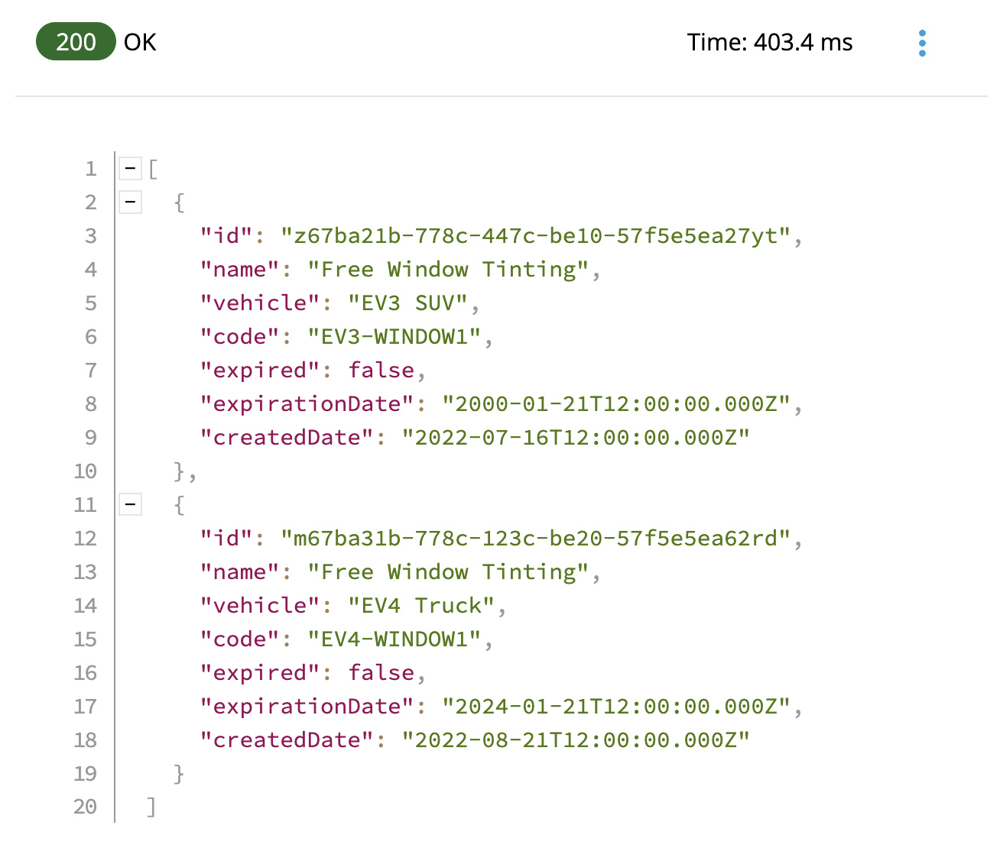 200 OK Time: 403.4 ms
1 - [
2 - {
3 "id": "z67ba21b-778c-447c-be10-57f5e5ea27yt",
4 "name": "Free Window Tinting",
5 "vehicle": "EV3 SUV",
6 "code": "EV3-WINDOW1",
7 "expired": false,
8 "expirationDate": "2000-01-21T12:00:00.000Z",
9 "createdDate": "2022-07-16T12:00:00.000Z"
10 },
11 - {
12 "id": "m67ba31b-778c-123c-be20-57f5e5ea62rd",
13 "name": "Free Window Tinting",
14 "vehicle": "EV4 Truck",
15 "code": "EV4-WINDOW1",
16 "expired": false,
17 "expirationDate": "2024-01-21T12:00:00.000Z",
18 "createdDate": "2022-08-21T12:00:00.000Z"
19 }
20 ]